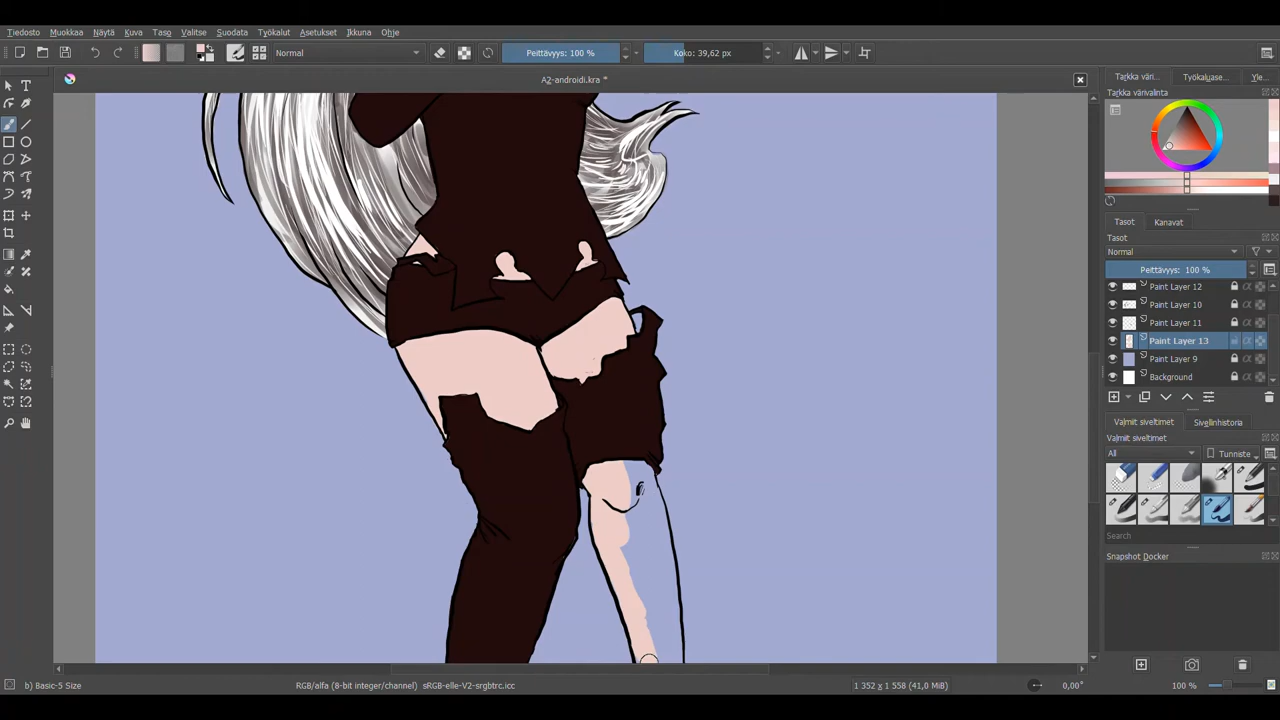 Tiedosto Muokkaa Näytä Kuva Taso Valitse Suodata Työkalut Asetukset Ikkuna Ohje
Normal Peittävyys: 100 % Koko: 39,62 px
A2-androidi.kra *
Tarkka väri... Työkaluase... Yle...
Tarkka värivalinta
Tasot Kanavat
Tasot
Normal
Peittävyys: 100 %
Paint Layer 12
Paint Layer 10
Paint Layer 11
Paint Layer 13
Paint Layer 9
Background
Valmiit siveltimet Sivellinhistoria
Valmiit siveltimet
All Tunniste
Search
Snapshot Docker
b) Basic-5 Size RGB/alfa (8-bit integer/channel) sRGB-elle-V2-srgbtrc.icc 1 352 x 1 558 (41,0 MiB) 0,00° 100 %